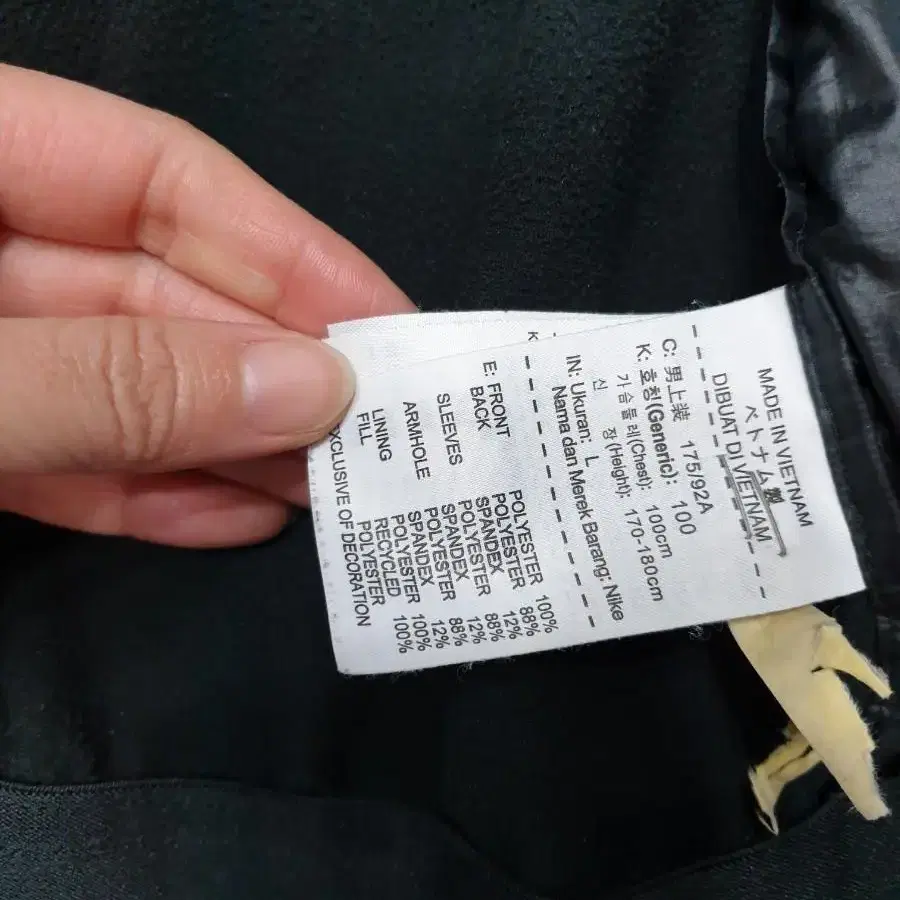 MADE IN VIETNAM
ベトナム製
DIBUAT DI VIETNAM
C: 男上装 175/92A
K: 호칭(Generic): 100
가슴둘레(Chest): 100cm
신 장(Height): 170-180cm
IN: Ukuran: L
Nama dan Merek Barang: Nike
E: FRONT POLYESTER 100%
BACK POLYESTER 88%
SPANDEX 12%
SLEEVES POLYESTER 88%
SPANDEX 12%
ARMHOLE POLYESTER 88%
SPANDEX 12%
LINING POLYESTER 100%
FILL RECYCLED
POLYESTER 100%
XCLUSIVE OF DECORATION